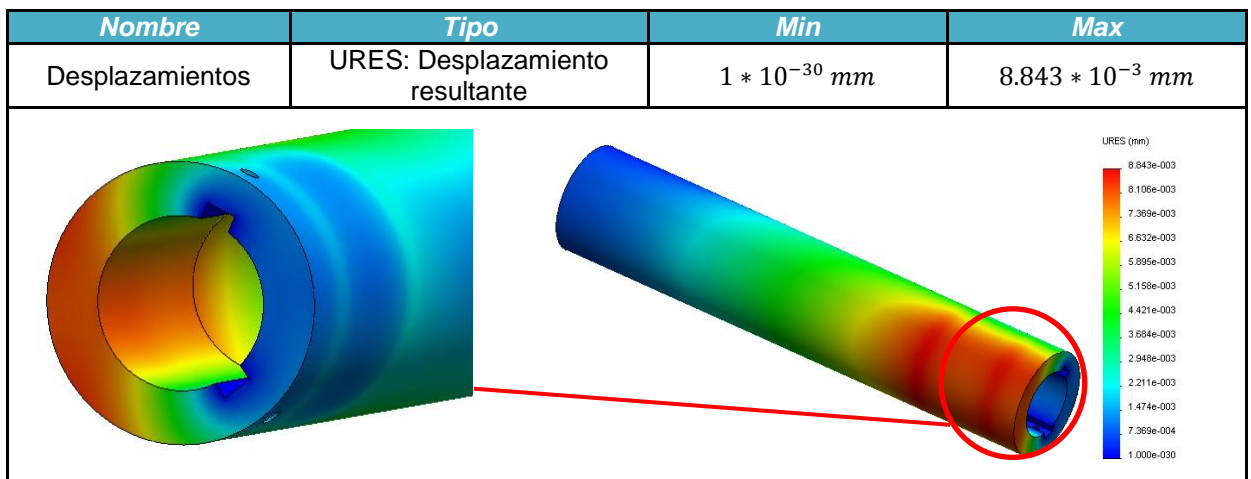 Nombre Tipo Min Max
Desplazamientos URES: Desplazamiento resultante 1 * 10⁻³⁰ mm 8.843 * 10⁻³ mm
URES (mm)
8.843e-003
8.106e-003
7.369e-003
6.632e-003
5.895e-003
5.158e-003
4.421e-003
3.684e-003
2.948e-003
2.211e-003
1.474e-003
7.369e-004
1.000e-030